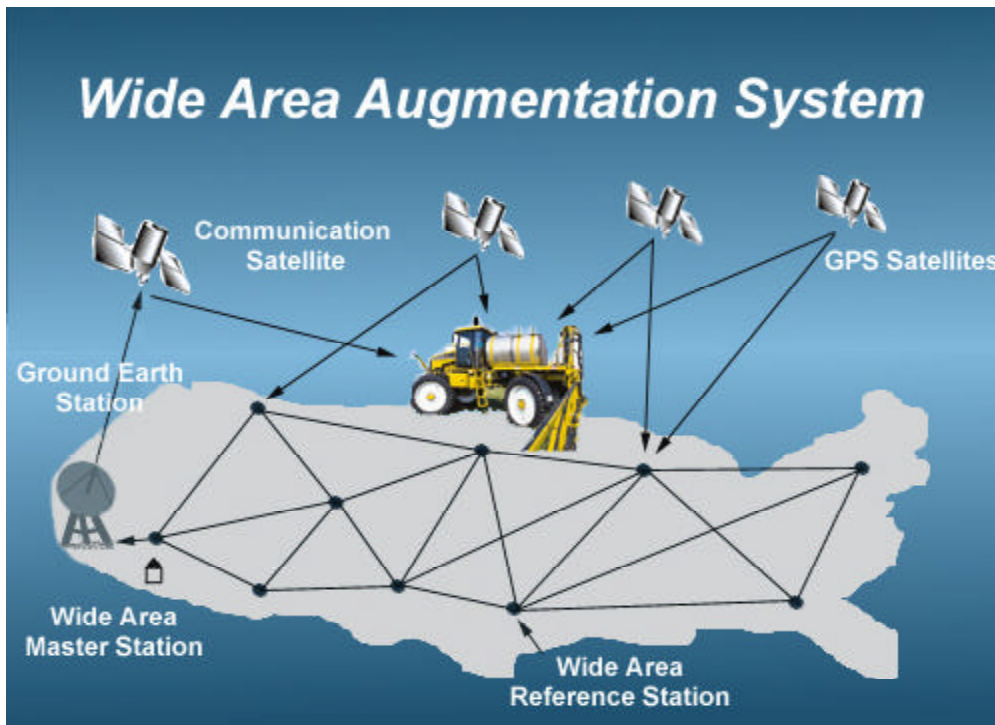 Wide Area Augmentation System
Communication
Satellite
GPS Satellites
Ground Earth
Station
Wide Area
Master Station
Wide Area
Reference Station